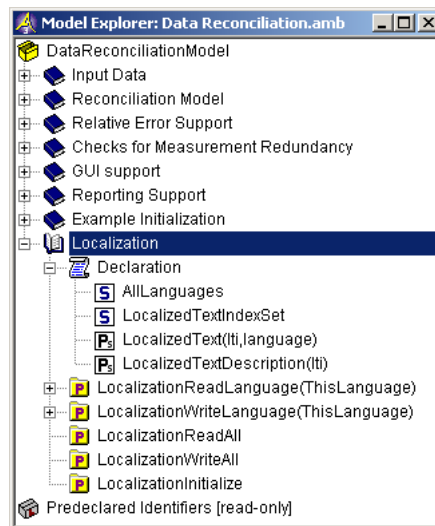 Model Explorer: Data Reconciliation.amb
DataReconciliationModel
Input Data
Reconciliation Model
Relative Error Support
Checks for Measurement Redundancy
GUI support
Reporting Support
Example Initialization
Localization
Declaration
S AllLanguages
S LocalizedTextIndexSet
Ps LocalizedText(lti,language)
Ps LocalizedTextDescription(lti)
P LocalizationReadLanguage(ThisLanguage)
P LocalizationWriteLanguage(ThisLanguage)
P LocalizationReadAll
P LocalizationWriteAll
P LocalizationInitialize
Predeclared Identifiers [read-only]